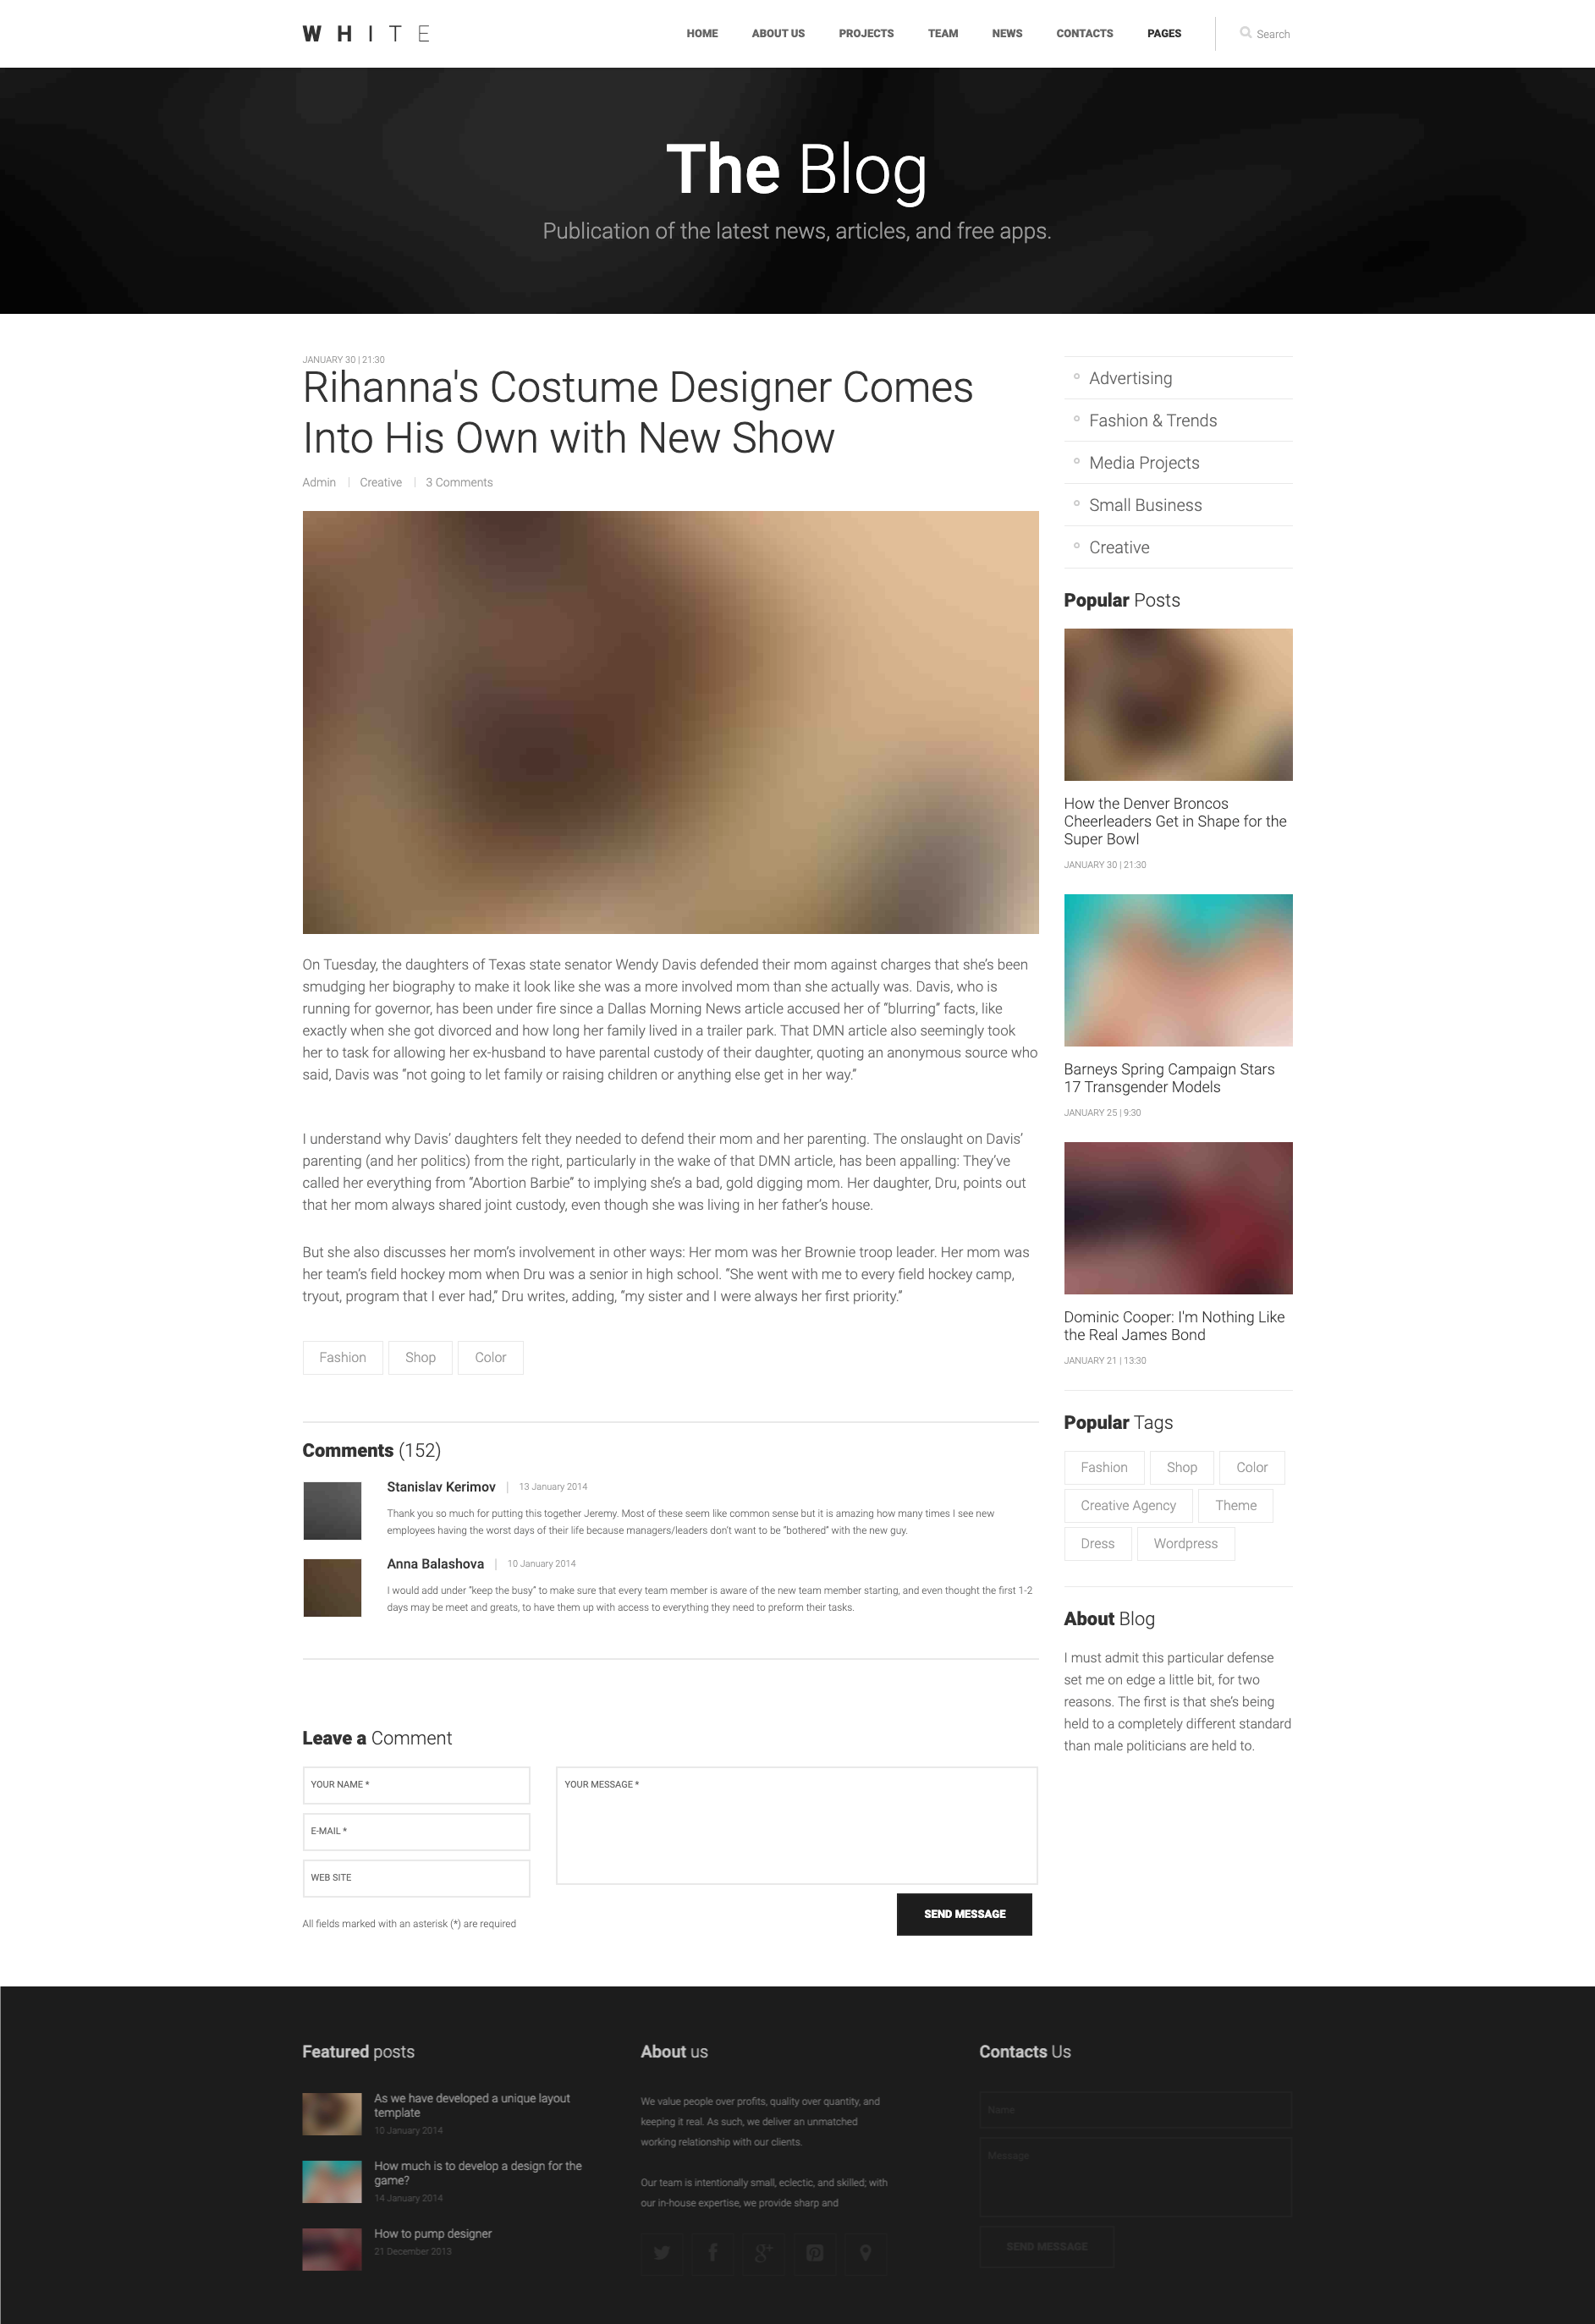 WHITE
HOME ABOUT US PROJECTS TEAM NEWS CONTACTS PAGES Search
The Blog
Publication of the latest news, articles, and free apps.
JANUARY 30 | 21:30
Rihanna's Costume Designer Comes
Into His Own with New Show
Admin | Creative | 3 Comments
On Tuesday, the daughters of Texas state senator Wendy Davis defended their mom against charges that she’s been
smudging her biography to make it look like she was a more involved mom than she actually was. Davis, who is
running for governor, has been under fire since a Dallas Morning News article accused her of “blurring” facts, like
exactly when she got divorced and how long her family lived in a trailer park. That DMN article also seemingly took
her to task for allowing her ex-husband to have parental custody of their daughter, quoting an anonymous source who
said, Davis was “not going to let family or raising children or anything else get in her way.”
I understand why Davis’ daughters felt they needed to defend their mom and her parenting. The onslaught on Davis’
parenting (and her politics) from the right, particularly in the wake of that DMN article, has been appalling: They’ve
called her everything from “Abortion Barbie” to implying she’s a bad, gold digging mom. Her daughter, Dru, points out
that her mom always shared joint custody, even though she was living in her father’s house.
But she also discusses her mom’s involvement in other ways: Her mom was her Brownie troop leader. Her mom was
her team’s field hockey mom when Dru was a senior in high school. “She went with me to every field hockey camp,
tryout, program that I ever had,” Dru writes, adding, “my sister and I were always her first priority.”
Fashion Shop Color
Comments (152)
Stanislav Kerimov | 13 January 2014
Thank you so much for putting this together Jeremy. Most of these seem like common sense but it is amazing how many times I see new
employees having the worst days of their life because managers/leaders don’t want to be “bothered” with the new guy.
Anna Balashova | 10 January 2014
I would add under “keep the busy” to make sure that every team member is aware of the new team member starting, and even thought the first 1-2
days may be meet and greats, to have them up with access to everything they need to preform their tasks.
Leave a Comment
YOUR NAME *
E-MAIL *
WEB SITE
YOUR MESSAGE *
All fields marked with an asterisk (*) are required
SEND MESSAGE
Advertising
Fashion & Trends
Media Projects
Small Business
Creative
Popular Posts
How the Denver Broncos
Cheerleaders Get in Shape for the
Super Bowl
JANUARY 30 | 21:30
Barneys Spring Campaign Stars
17 Transgender Models
JANUARY 25 | 9:30
Dominic Cooper: I'm Nothing Like
the Real James Bond
JANUARY 21 | 13:30
Popular Tags
Fashion Shop Color
Creative Agency Theme
Dress Wordpress
About Blog
I must admit this particular defense
set me on edge a little bit, for two
reasons. The first is that she’s being
held to a completely different standard
than male politicians are held to.
Featured posts
As we have developed a unique layout
template
10 January 2014
How much is to develop a design for the
game?
14 January 2014
How to pump designer
21 December 2013
About us
We value people over profits, quality over quantity, and
keeping it real. As such, we deliver an unmatched
working relationship with our clients.
Our team is intentionally small, eclectic, and skilled; with
our in-house expertise, we provide sharp and
Contacts Us
Name
Message
SEND MESSAGE